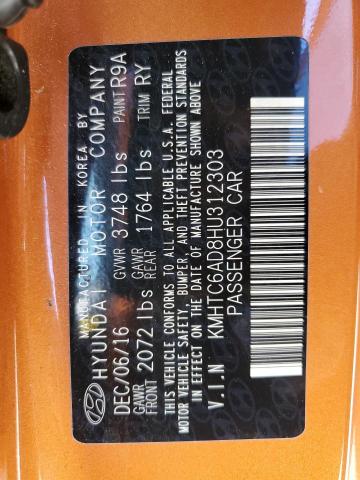 MANUFACTURED IN KOREA BY
HYUNDAI MOTOR COMPANY
DEC/06/16 GVWR 3748 lbs PAINT R9A
GAWR FRONT 2072 lbs GAWR REAR 1764 lbs TRIM RY
THIS VEHICLE CONFORMS TO ALL APPLICABLE U.S.A. FEDERAL
MOTOR VEHICLE SAFETY, BUMPER, AND THEFT PREVENTION STANDARDS
IN EFFECT ON THE DATE OF MANUFACTURE SHOWN ABOVE
V.I.N KMHTC6AD8HU312303
PASSENGER CAR